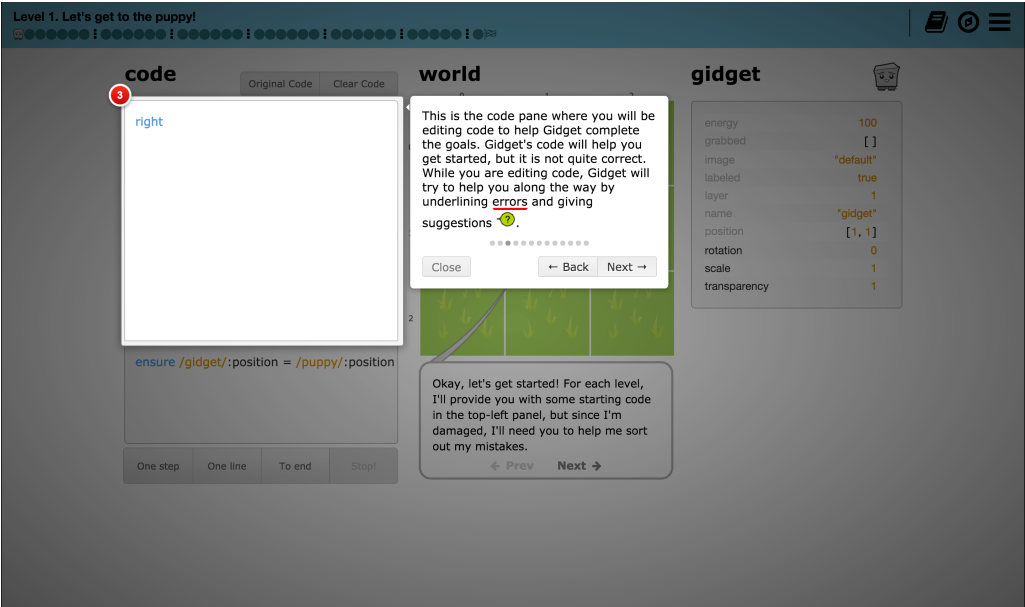 Level 1. Let's get to the puppy!
code
Original Code
Clear Code
world
gidget
3
right
This is the code pane where you will be
editing code to help Gidget complete
the goals. Gidget's code will help you
get started, but it is not quite correct.
While you are editing code, Gidget will
try to help you along the way by
underlining errors and giving
suggestions ? .
Close
← Back
Next →
energy 100
grabbed [ ]
image "default"
labeled true
layer 1
name "gidget"
position [1, 1]
rotation 0
scale 1
transparency 1
2
ensure /gidget/:position = /puppy/:position
Okay, let's get started! For each level,
I'll provide you with some starting code
in the top-left panel, but since I'm
damaged, I'll need you to help me sort
out my mistakes.
← Prev
Next →
One step
One line
To end
Stop!